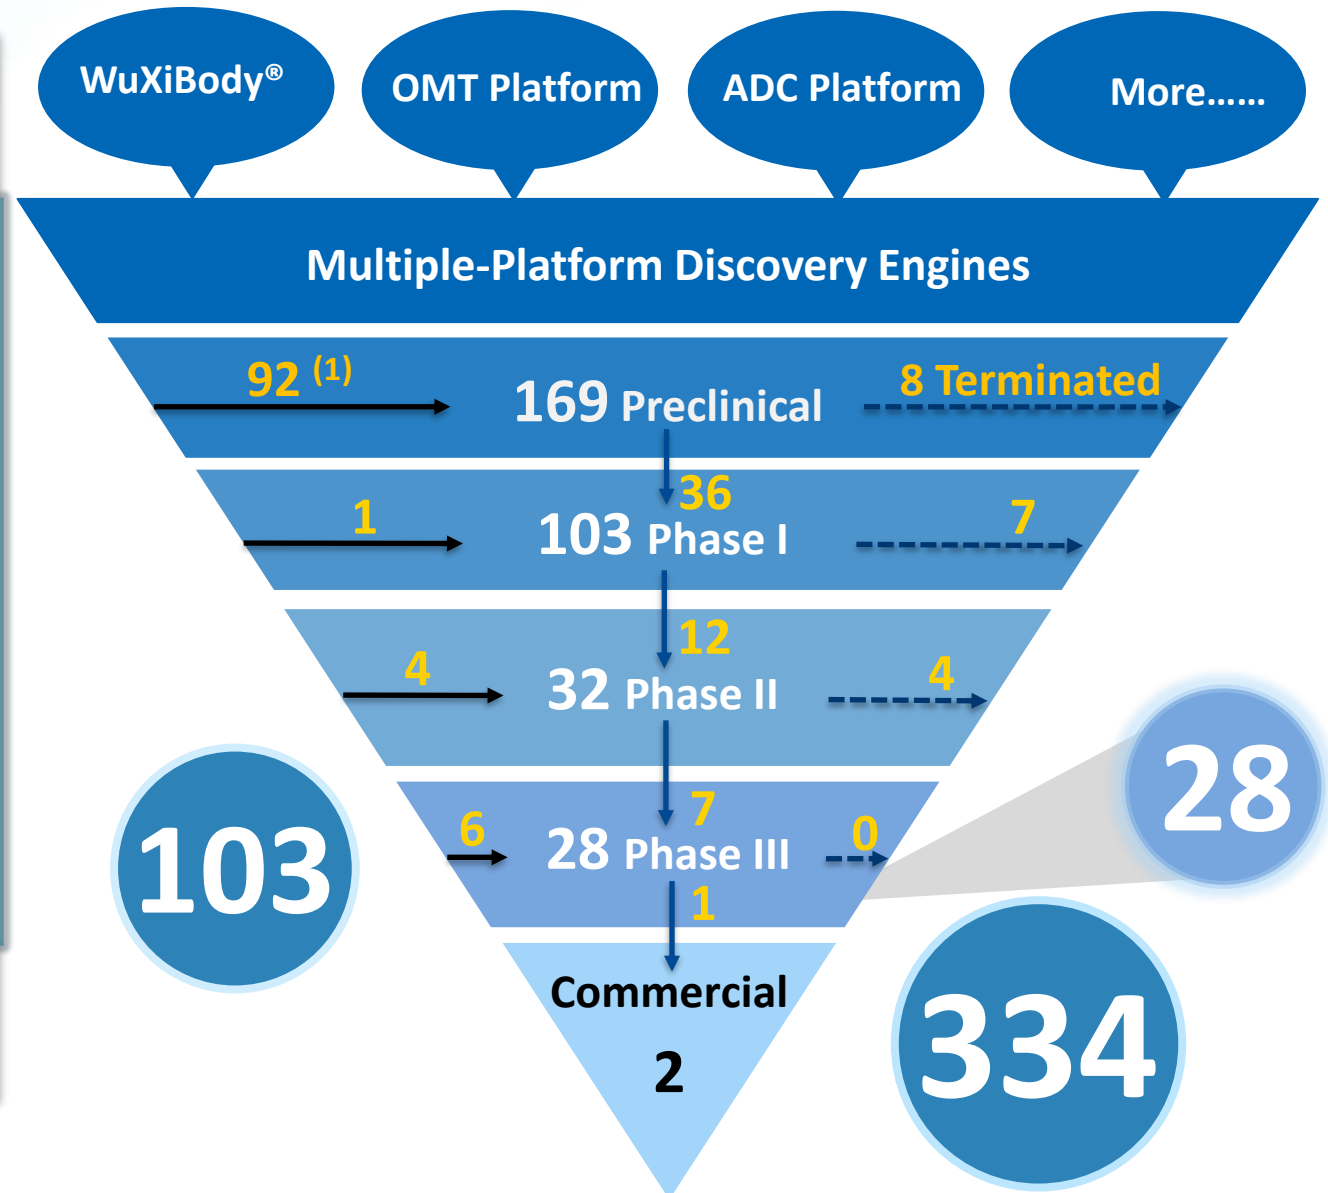 WuXiBody®
OMT Platform
ADC Platform
More......
Multiple-Platform Discovery Engines
92 (1)
169 Preclinical
8 Terminated
36
1
103 Phase I
7
12
4
32 Phase II
4
7
6
28 Phase III
0
1
28
103
Commercial
2
334